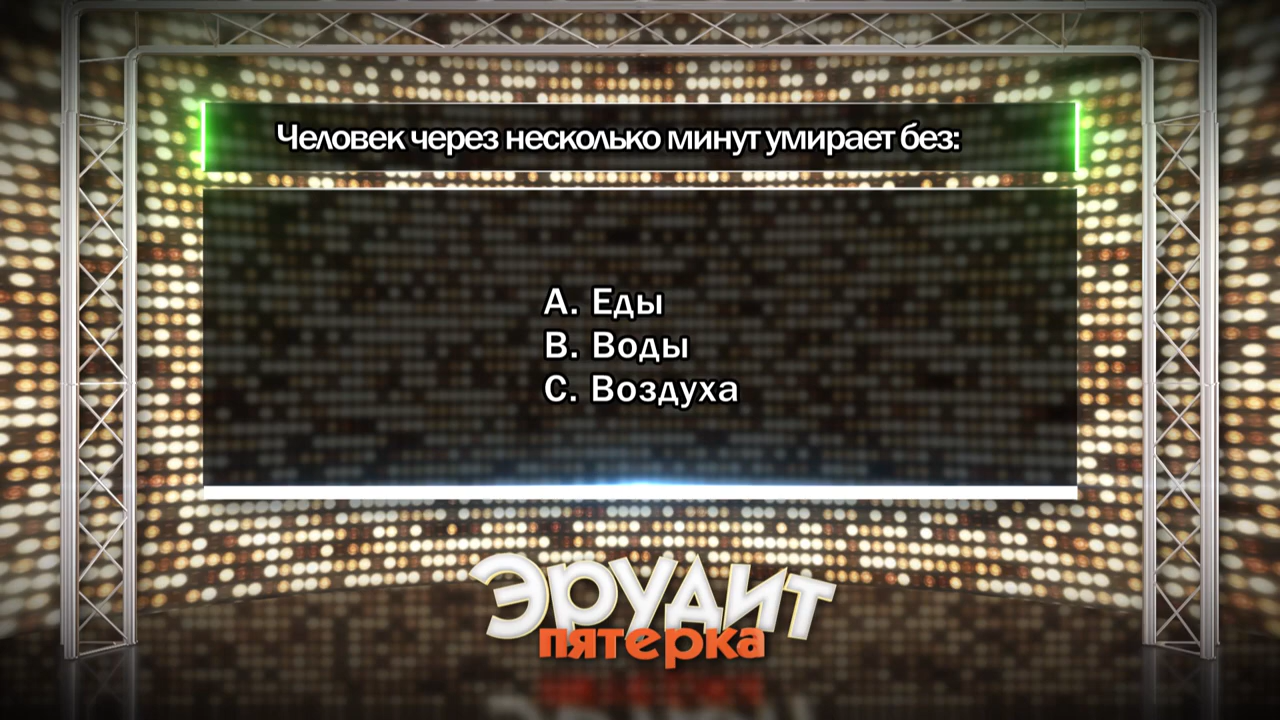 Человек через несколько минут умирает без:
A. Еды
B. Воды
C. Воздуха
Эрудит
пятерка